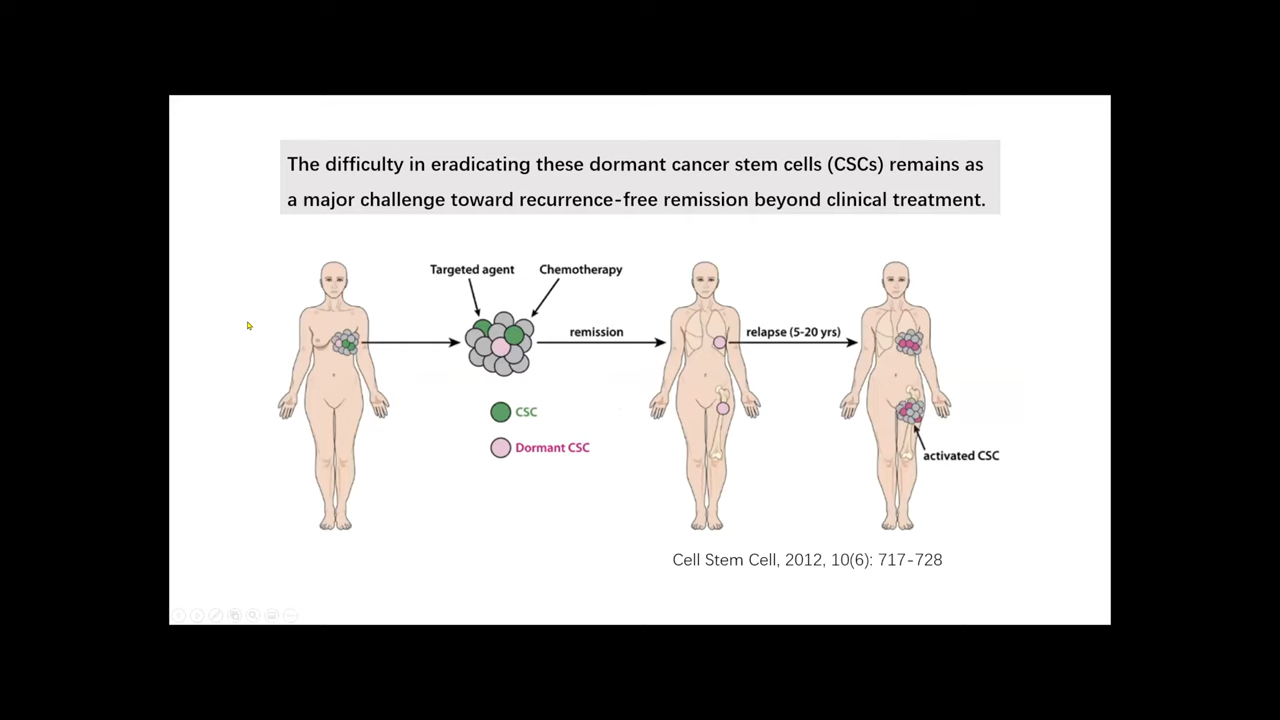 The difficulty in eradicating these dormant cancer stem cells (CSCs) remains as
a major challenge toward recurrence-free remission beyond clinical treatment.
Targeted agent
Chemotherapy
remission
relapse (5-20 yrs)
CSC
Dormant CSC
activated CSC
Cell Stem Cell, 2012, 10(6): 717-728